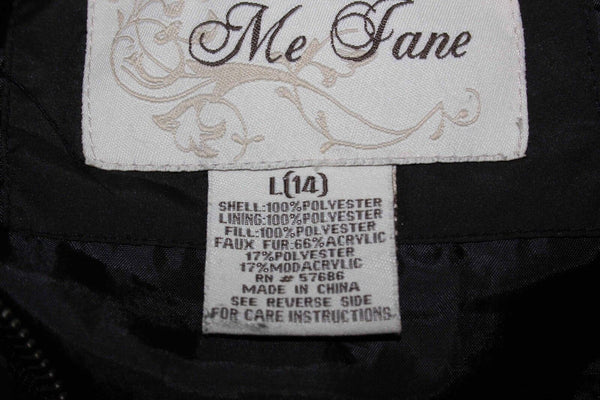 Me Jane
L(14)
SHELL:100%POLYESTER
LINING:100%POLYESTER
FILL:100%POLYESTER
FAUX FUR:66%ACRYLIC
17%POLYESTER
17%MODACRYLIC
RN # 57686
MADE IN CHINA
SEE REVERSE SIDE
FOR CARE INSTRUCTIONS